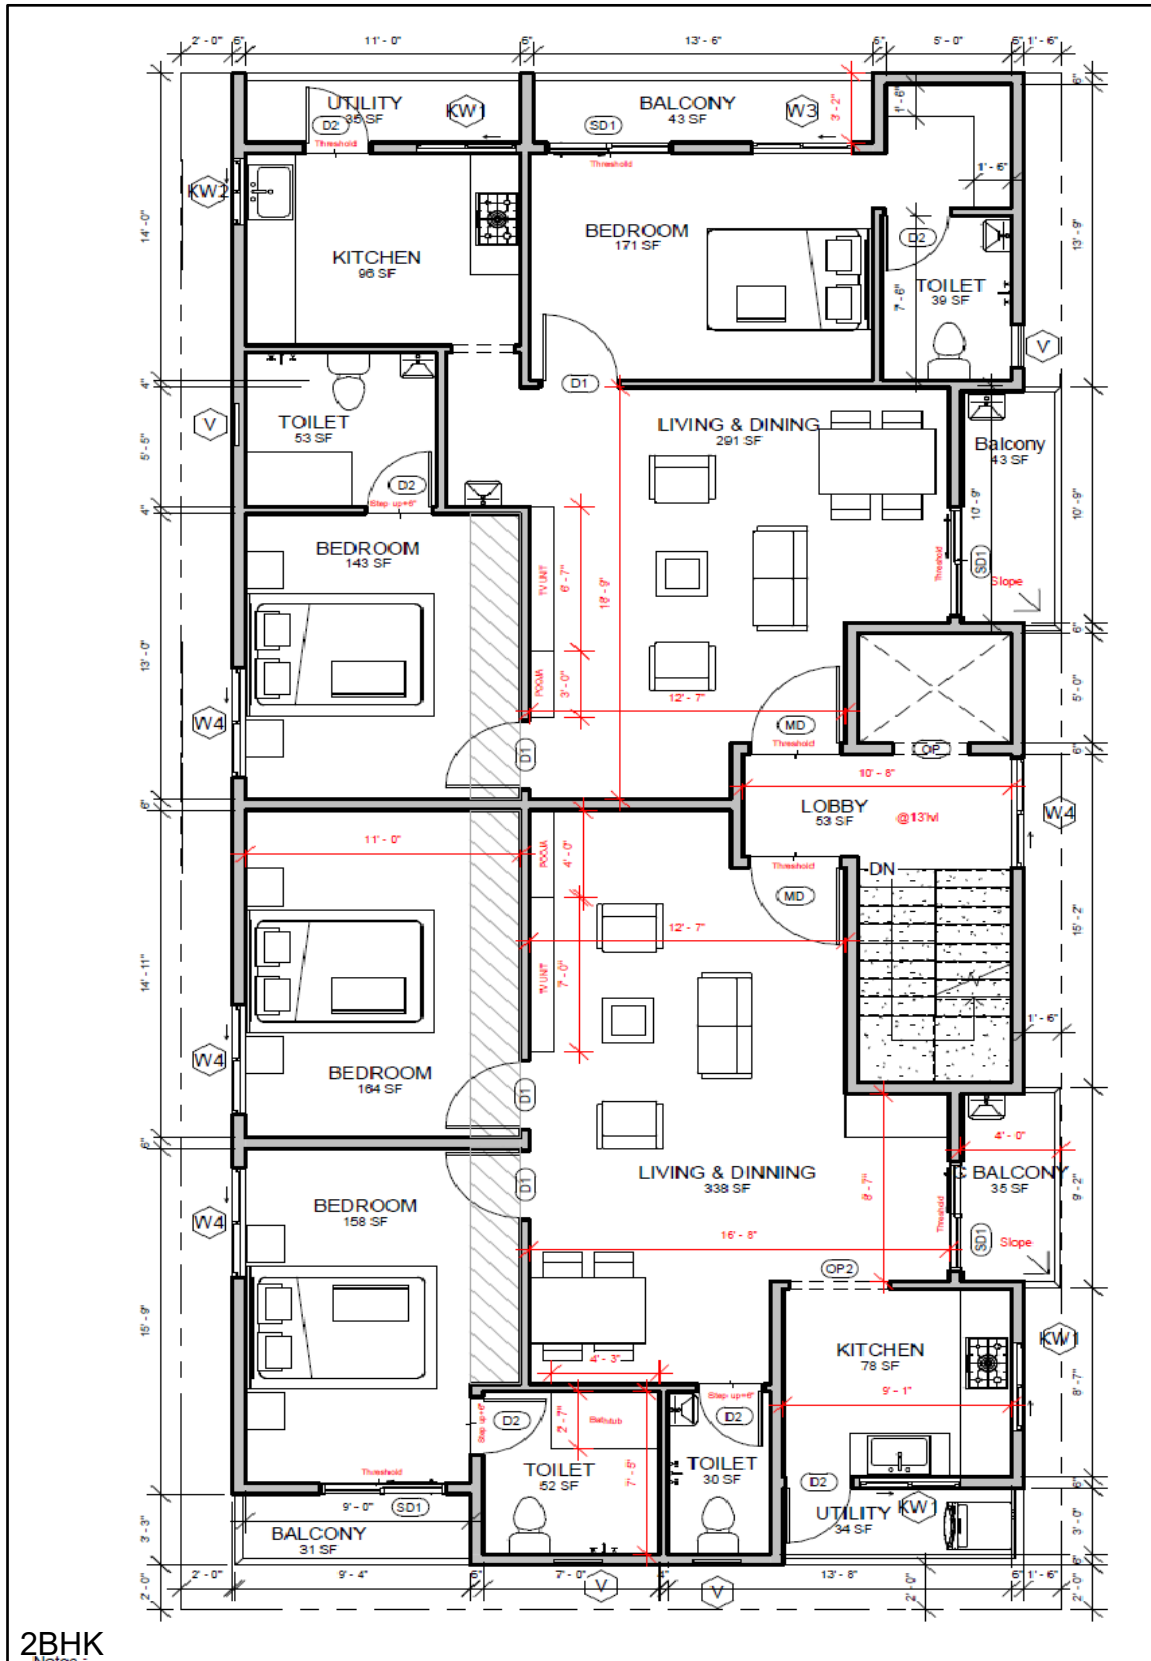 2' - 0" 6" 11' - 0" 6" 13' - 6" 6" 5' - 0" 6" 1' - 6"
UTILITY
35 SF
D2
Threshold
KW1
BALCONY
43 SF
SD1
Threshold
W3
3' - 2"
1' - 6"
1' - 6"
6"
KW2
14' - 0"
KITCHEN
96 SF
BEDROOM
171 SF
D2
TOILET
39 SF
7' - 6"
13' - 9"
V
D1
4"
TOILET
53 SF
V
5' - 5"
D2
Step up+6"
4"
LIVING & DINING
291 SF
Balcony
43 SF
10' - 9"
10' - 9"
SD1
Threshold
Slope
BEDROOM
143 SF
TV UNIT
6' - 7"
18' - 9"
POOJA
3' - 0"
13' - 0"
W4
D1
12' - 7"
MD
Threshold
6"
5' - 0"
OP
6"
10' - 8"
LOBBY
53 SF
@13'lvl
W4
6"
11' - 0"
POOJA
4' - 0"
Threshold
MD
DN
12' - 7"
TV UNIT
7' - 0"
14' - 11"
15' - 2"
1' - 6"
W4
BEDROOM
164 SF
D1
6"
D1
BEDROOM
158 SF
W4
LIVING & DINNING
338 SF
8' - 7"
4' - 0"
BALCONY
35 SF
Threshold
SD1
Slope
9' - 2"
16' - 8"
OP2
15' - 9"
KITCHEN
78 SF
KW1
9' - 1"
8' - 7"
4' - 3"
Step up+6"
D2
2' - 7"
Bathtub
Step up+6"
D2
TOILET
52 SF
7' - 8"
TOILET
30 SF
D2
KW1
UTILITY
34 SF
6"
3' - 0"
6"
Threshold
9' - 0"
SD1
BALCONY
31 SF
3' - 3"
2' - 0"
2' - 0" 9' - 4" 6" 7' - 0" 4" 13' - 8" 6" 1' - 6"
V
V
2' - 0"
2' - 0"
2BHK
Notes :-